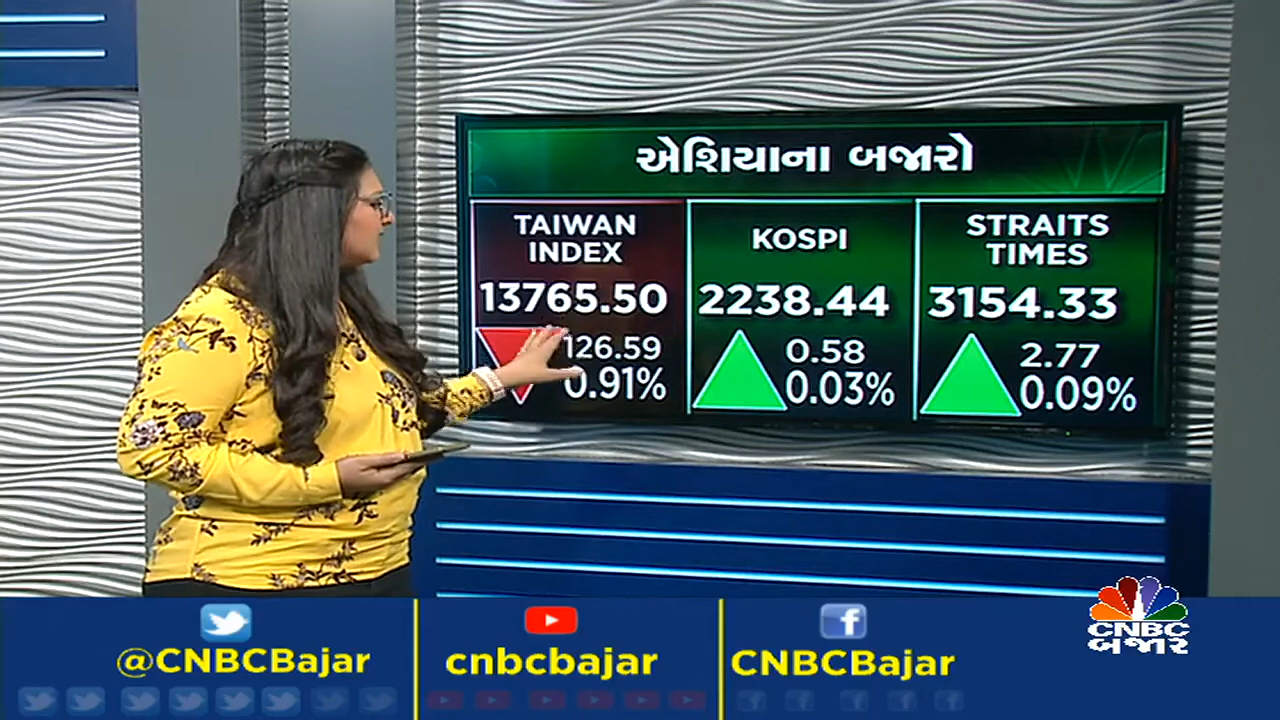 એશિયાના બજારો
TAIWAN
INDEX
13765.50
126.59
0.91%
KOSPI
2238.44
0.58
0.03%
STRAITS
TIMES
3154.33
2.77
0.09%
@CNBCBajar
cnbcbajar
CNBCBajar
CNBC
બજાર